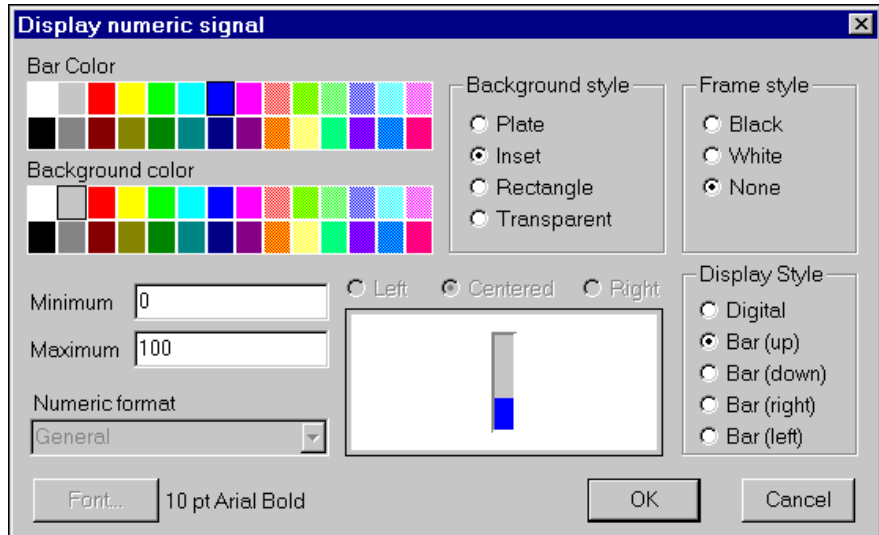 Display numeric signal
Bar Color
Background color
Background style
Plate
Inset
Rectangle
Transparent
Frame style
Black
White
None
Minimum 0
Maximum 100
Numeric format
General
Left Centered Right
Display Style
Digital
Bar (up)
Bar (down)
Bar (right)
Bar (left)
Font... 10 pt Arial Bold
OK Cancel